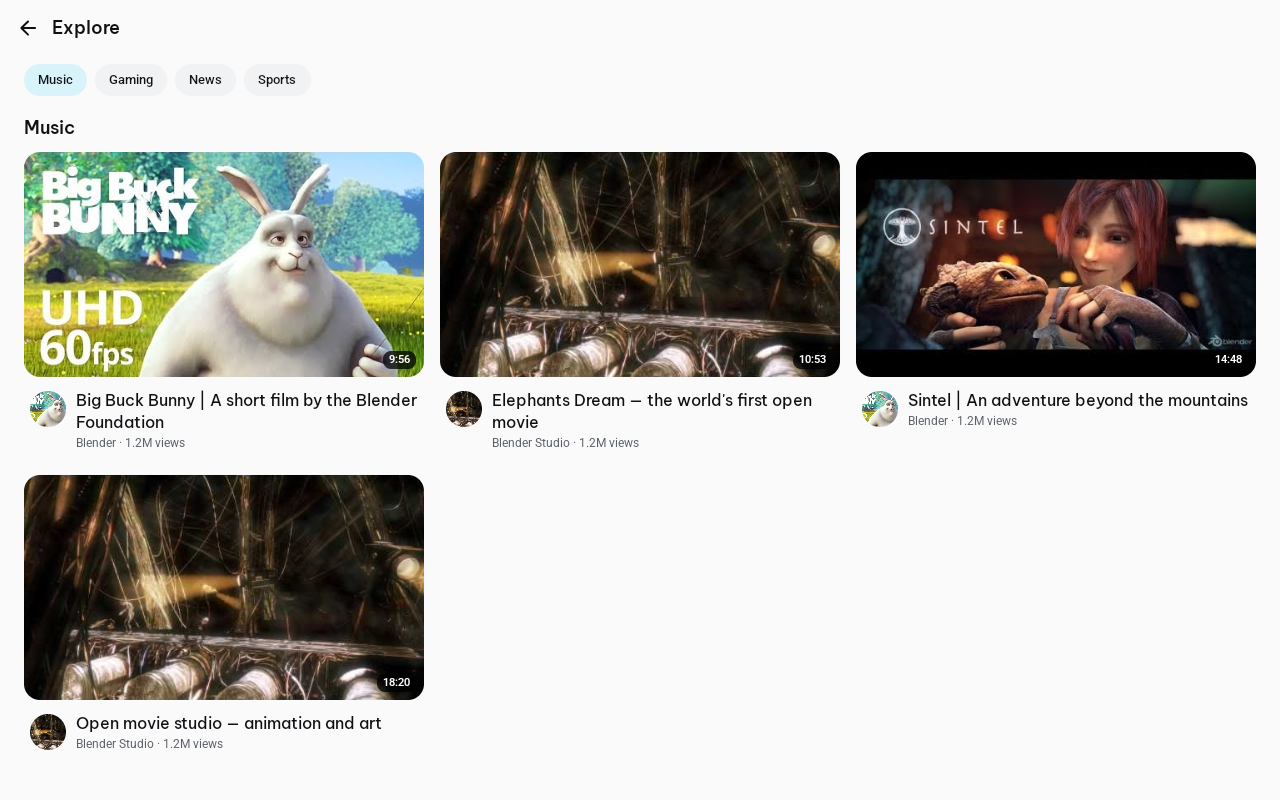 Explore
Music
Gaming
News
Sports
Music
Big Buck
BUNNY
UHD
60fps
9:56
10:53
SINTEL
blender
14:48
Big Buck Bunny | A short film by the Blender
Foundation
Blender · 1.2M views
Elephants Dream — the world's first open
movie
Blender Studio · 1.2M views
Sintel | An adventure beyond the mountains
Blender · 1.2M views
18:20
Open movie studio — animation and art
Blender Studio · 1.2M views